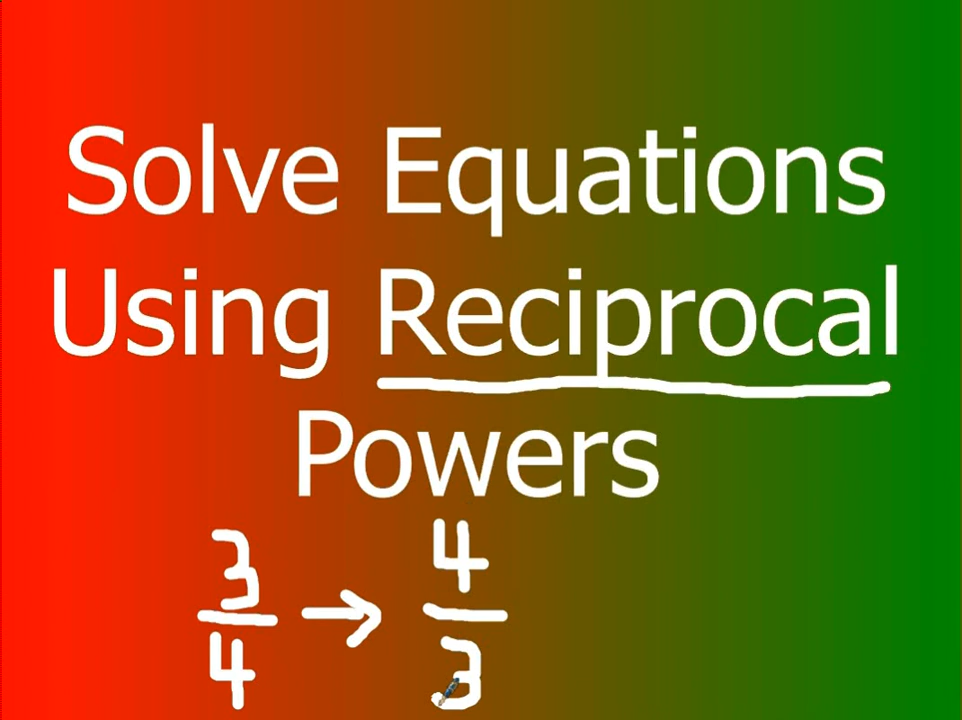 Solve Equations
Using Reciprocal
Powers
3/4 → 4/3